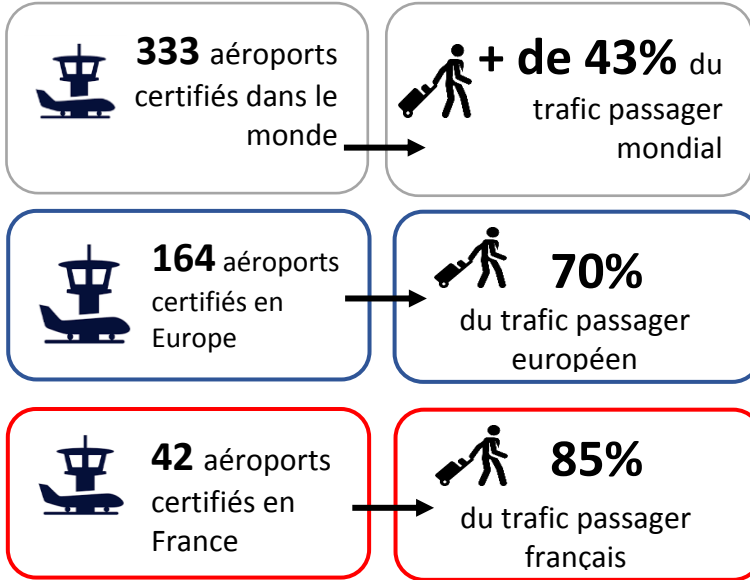 333 aéroports
certifiés dans le
monde
+ de 43% du
trafic passager
mondial
164 aéroports
certifiés en
Europe
70%
du trafic passager
européen
42 aéroports
certifiés en
France
85%
du trafic passager
français